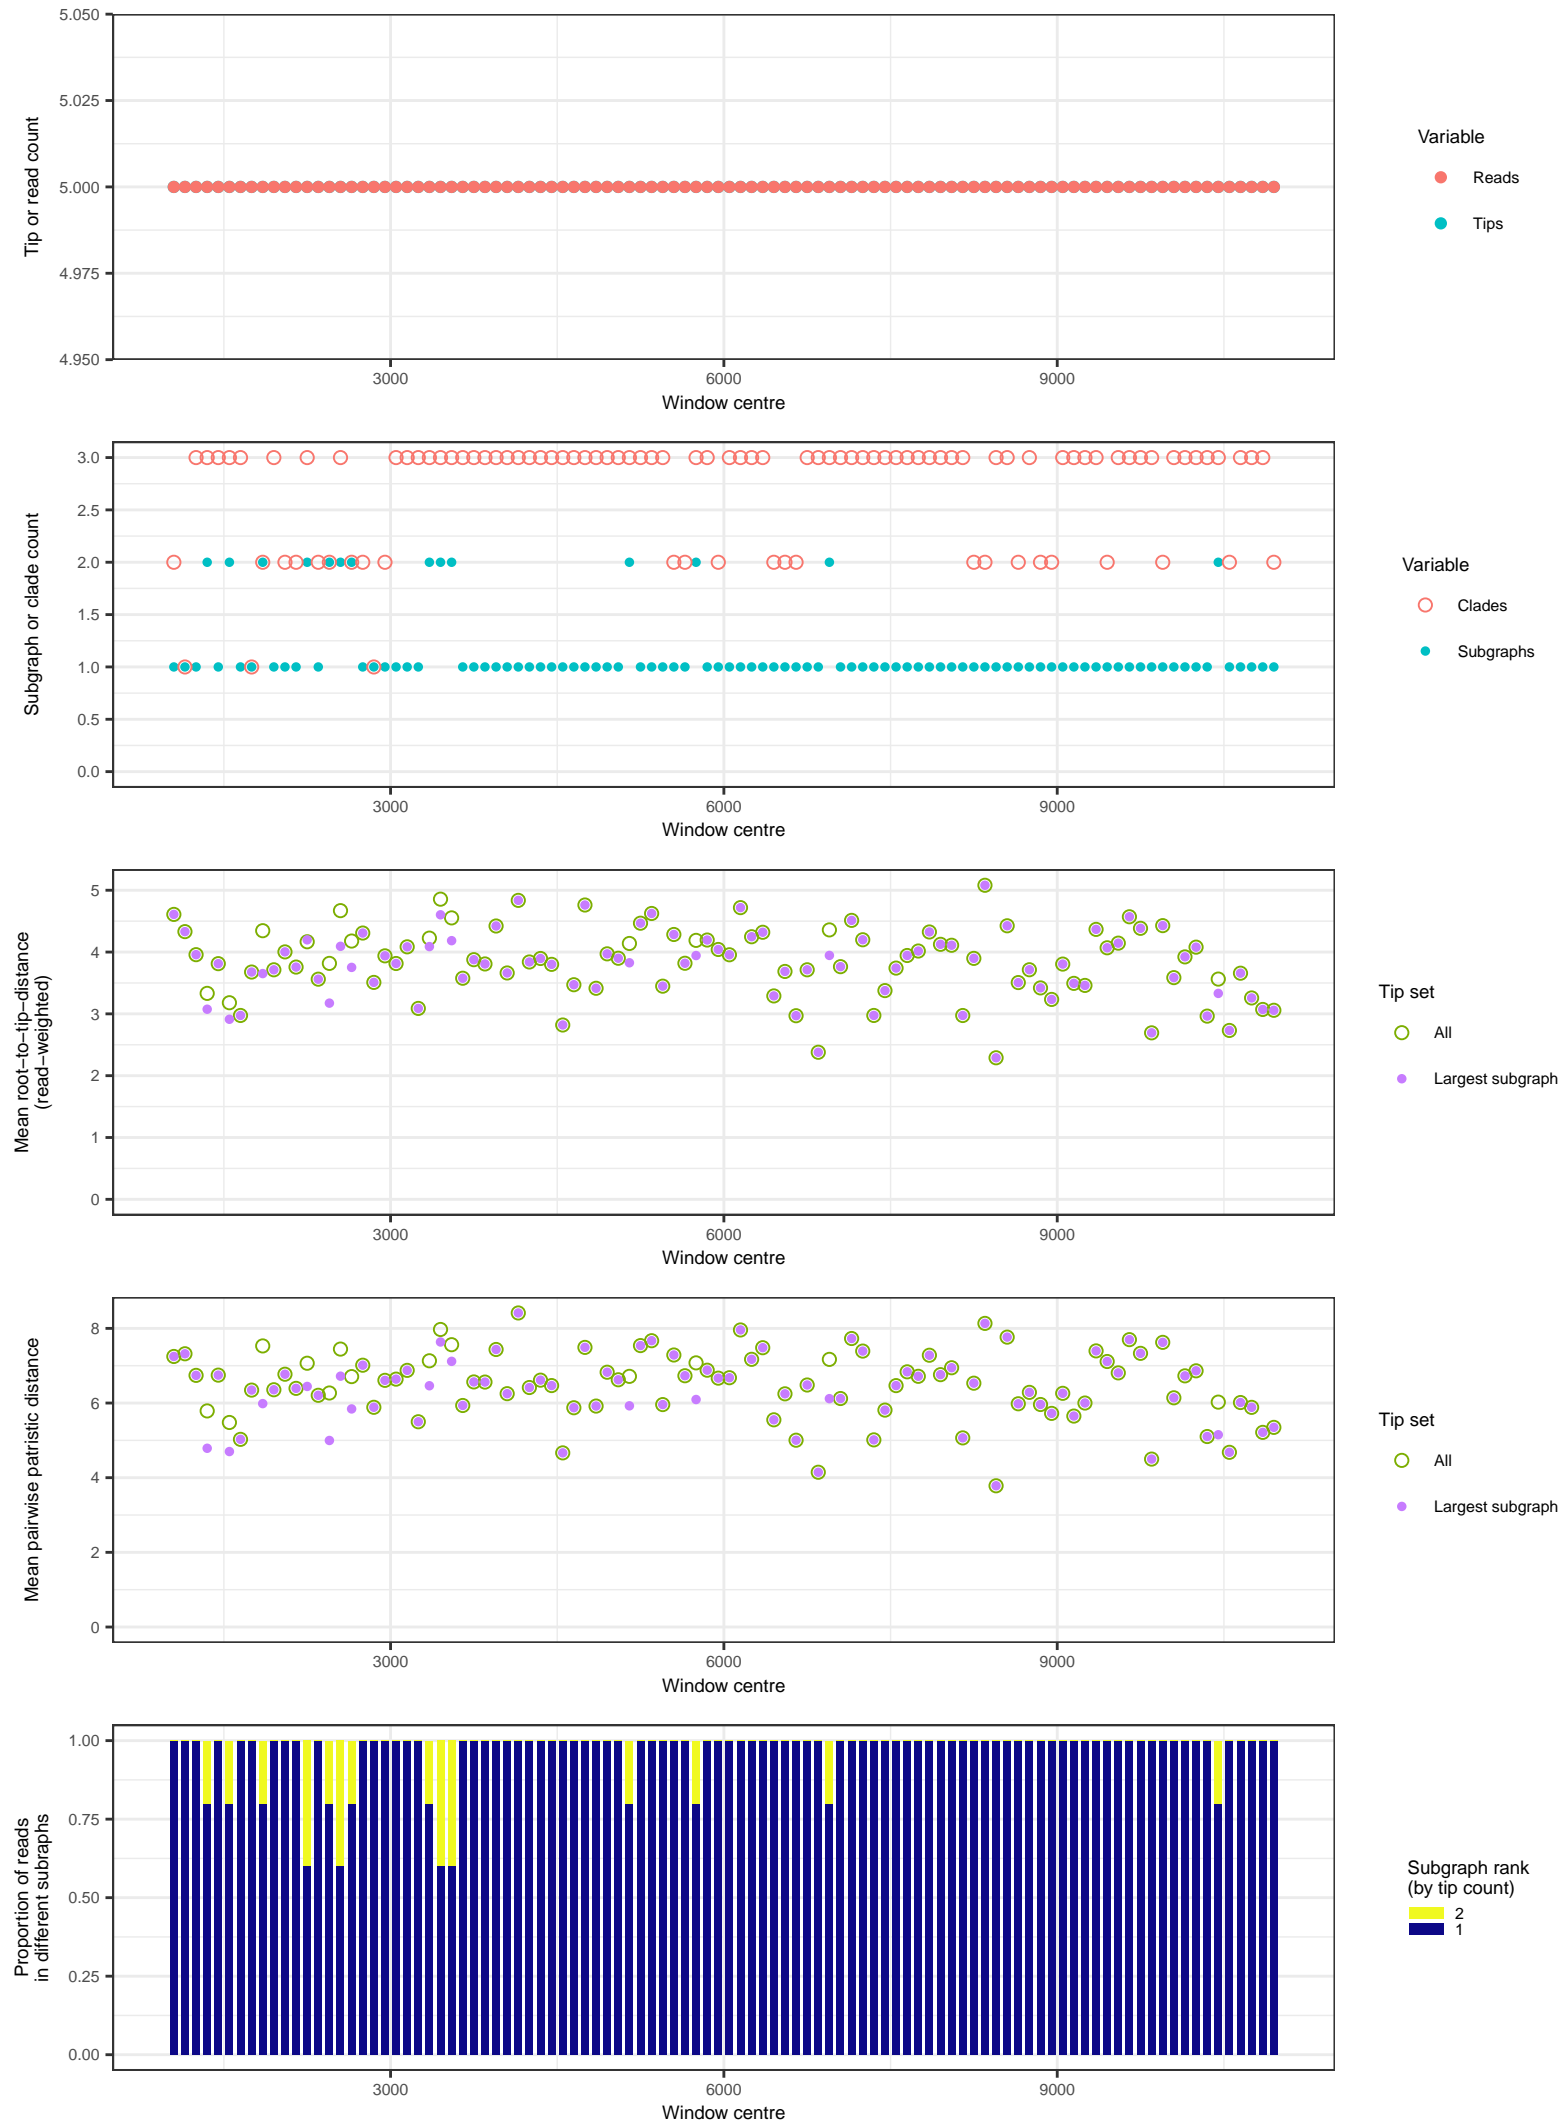 5.050
5.025
5.000
4.975
4.950
Tip or read count
3000 6000 9000
Window centre
Variable
Reads
Tips
3.0
2.5
2.0
1.5
1.0
0.5
0.0
Subgraph or clade count
3000 6000 9000
Window centre
Variable
Clades
Subgraphs
5
4
3
2
1
0
Mean root−to−tip−distance
(read−weighted)
3000 6000 9000
Window centre
Tip set
All
Largest subgraph
8
6
4
2
0
Mean pairwise patristic distance
3000 6000 9000
Window centre
Tip set
All
Largest subgraph
1.00
0.75
0.50
0.25
0.00
Proportion of reads
in different subraphs
3000 6000 9000
Window centre
Subgraph rank
(by tip count)
2
1